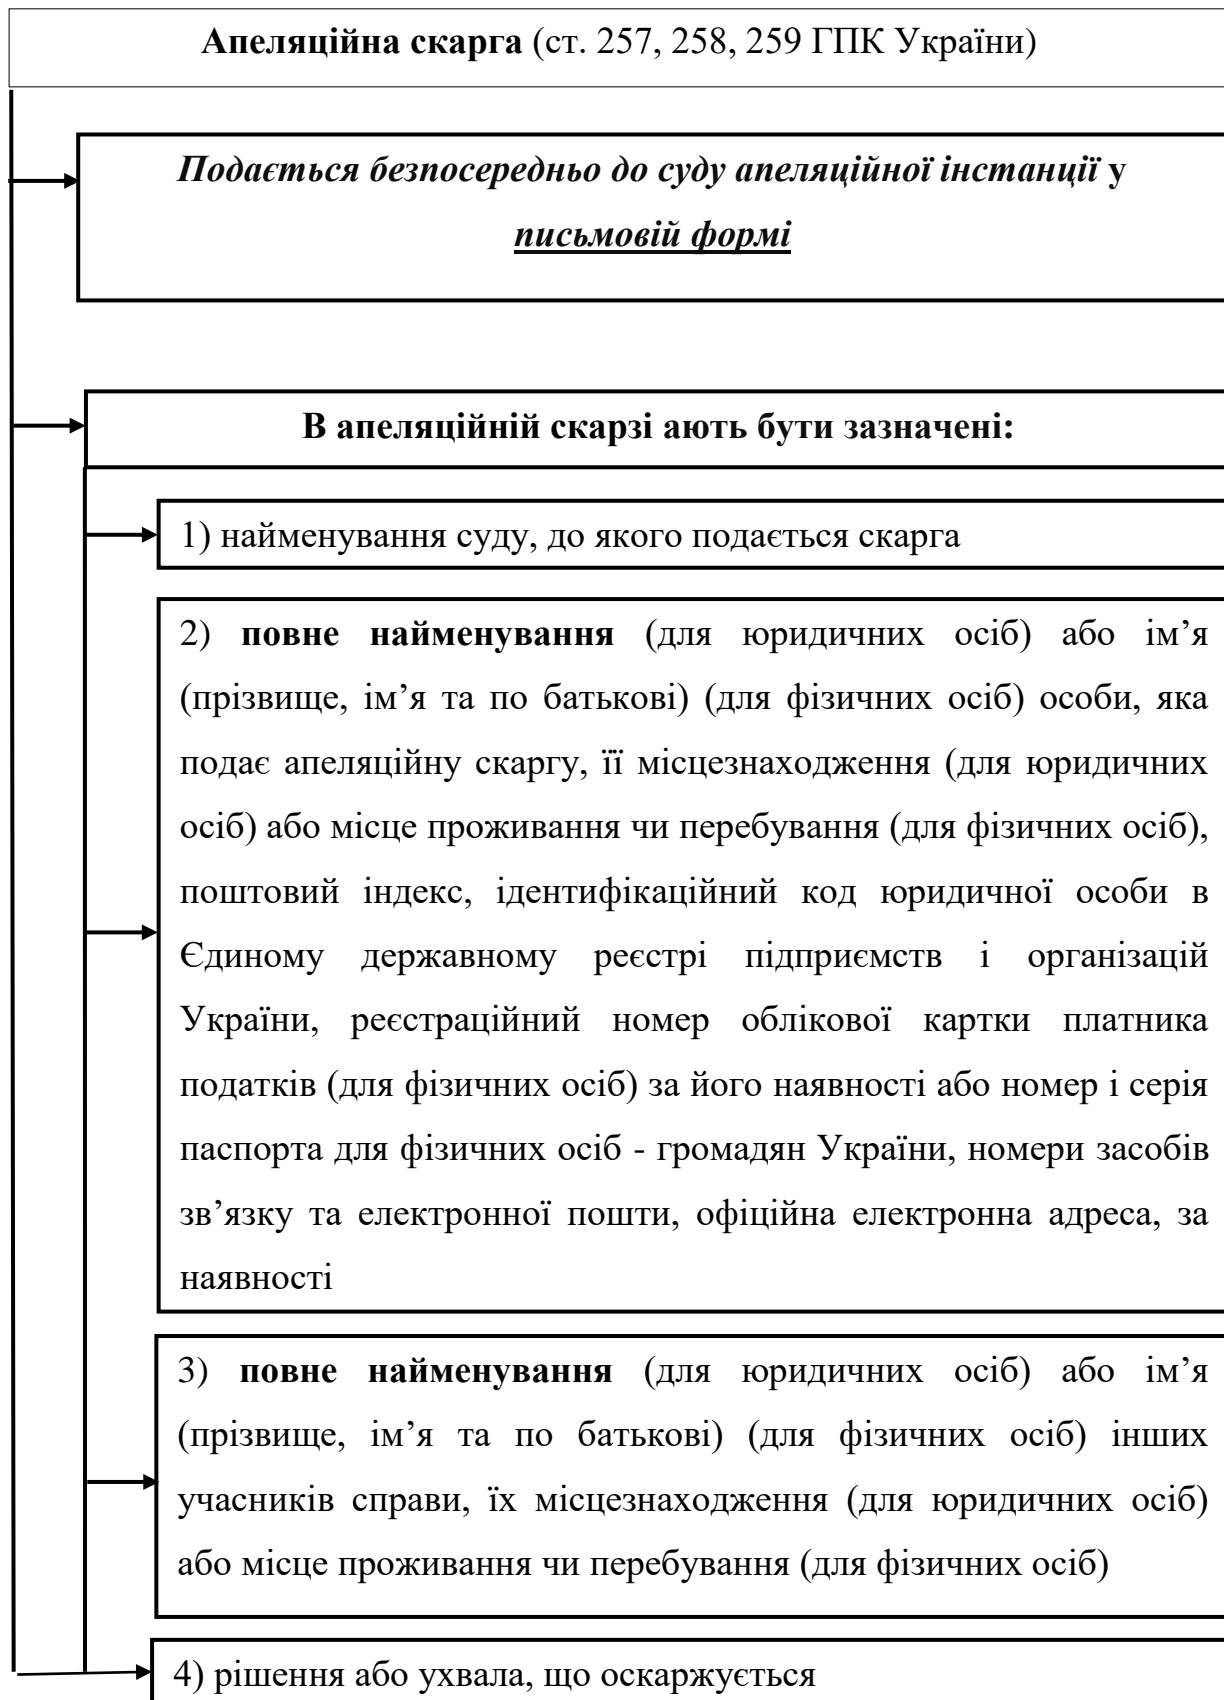 Апеляційна скарга (ст. 257, 258, 259 ГПК України)
Подається безпосередньо до суду апеляційної інстанції у
письмовій формі
В апеляційній скарзі ають бути зазначені:
1) найменування суду, до якого подається скарга
2) повне найменування (для юридичних осіб) або ім’я
(прізвище, ім’я та по батькові) (для фізичних осіб) особи, яка
подає апеляційну скаргу, її місцезнаходження (для юридичних
осіб) або місце проживання чи перебування (для фізичних осіб),
поштовий індекс, ідентифікаційний код юридичної особи в
Єдиному державному реєстрі підприємств і організацій
України, реєстраційний номер облікової картки платника
податків (для фізичних осіб) за його наявності або номер і серія
паспорта для фізичних осіб - громадян України, номери засобів
зв’язку та електронної пошти, офіційна електронна адреса, за
наявності
3) повне найменування (для юридичних осіб) або ім’я
(прізвище, ім’я та по батькові) (для фізичних осіб) інших
учасників справи, їх місцезнаходження (для юридичних осіб)
або місце проживання чи перебування (для фізичних осіб)
4) рішення або ухвала, що оскаржується